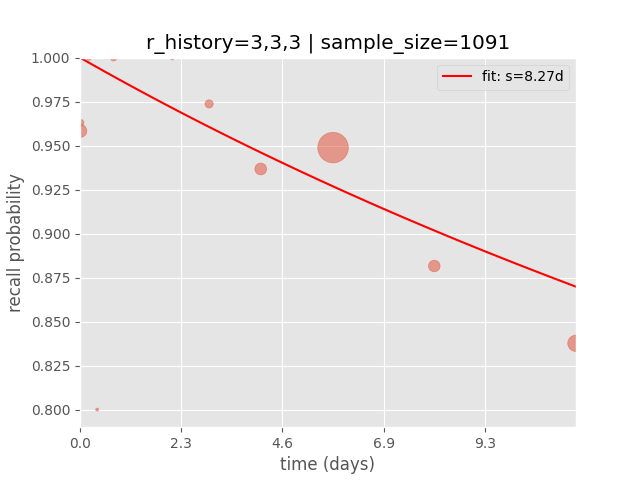 r_history=3,3,3 | sample_size=1091
fit: s=8.27d
1.000
0.975
0.950
0.925
0.900
0.875
0.850
0.825
0.800
recall probability
0.0 2.3 4.6 6.9 9.3
time (days)